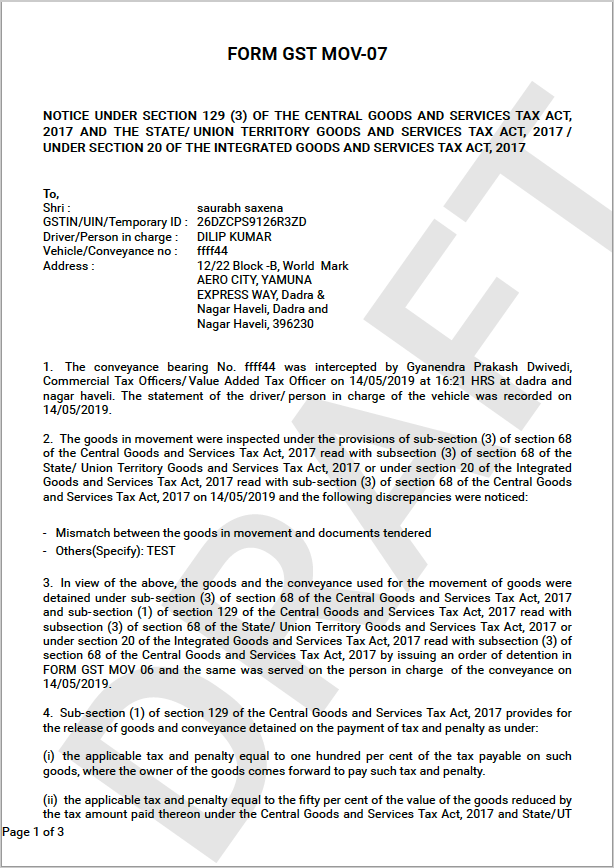 FORM GST MOV-07
NOTICE UNDER SECTION 129 (3) OF THE CENTRAL GOODS AND SERVICES TAX ACT,
2017 AND THE STATE/ UNION TERRITORY GOODS AND SERVICES TAX ACT, 2017 /
UNDER SECTION 20 OF THE INTEGRATED GOODS AND SERVICES TAX ACT, 2017
To,
Shri : saurabh saxena
GSTIN/UIN/Temporary ID : 26DZCPS9126R3ZD
Driver/Person in charge : DILIP KUMAR
Vehicle/Conveyance no : ffff44
Address : 12/22 Block -B, World Mark
AERO CITY, YAMUNA
EXPRESS WAY, Dadra &
Nagar Haveli, Dadra and
Nagar Haveli, 396230
1. The conveyance bearing No. ffff44 was intercepted by Gyanendra Prakash Dwivedi,
Commercial Tax Officers/ Value Added Tax Officer on 14/05/2019 at 16:21 HRS at dadra and
nagar haveli. The statement of the driver/ person in charge of the vehicle was recorded on
14/05/2019.
2. The goods in movement were inspected under the provisions of sub-section (3) of section 68
of the Central Goods and Services Tax Act, 2017 read with subsection (3) of section 68 of the
State/ Union Territory Goods and Services Tax Act, 2017 or under section 20 of the Integrated
Goods and Services Tax Act, 2017 read with sub-section (3) of section 68 of the Central Goods
and Services Tax Act, 2017 on 14/05/2019 and the following discrepancies were noticed:
- Mismatch between the goods in movement and documents tendered
- Others(Specify): TEST
3. In view of the above, the goods and the conveyance used for the movement of goods were
detained under sub-section (3) of section 68 of the Central Goods and Services Tax Act, 2017
and sub-section (1) of section 129 of the Central Goods and Services Tax Act, 2017 read with
subsection (3) of section 68 of the State/ Union Territory Goods and Services Tax Act, 2017 or
under section 20 of the Integrated Goods and Services Tax Act, 2017 read with subsection (3) of
section 68 of the Central Goods and Services Tax Act, 2017 by issuing an order of detention in
FORM GST MOV 06 and the same was served on the person in charge of the conveyance on
14/05/2019.
4. Sub-section (1) of section 129 of the Central Goods and Services Tax Act, 2017 provides for
the release of goods and conveyance detained on the payment of tax and penalty as under:
(i) the applicable tax and penalty equal to one hundred per cent of the tax payable on such
goods, where the owner of the goods comes forward to pay such tax and penalty.
(ii) the applicable tax and penalty equal to the fifty per cent of the value of the goods reduced by
the tax amount paid thereon under the Central Goods and Services Tax Act, 2017 and State/UT
Page 1 of 3
DRAFT